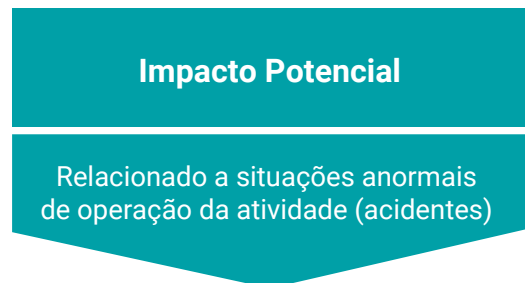 Impacto Potencial
Relacionado a situações anormais
de operação da atividade (acidentes)